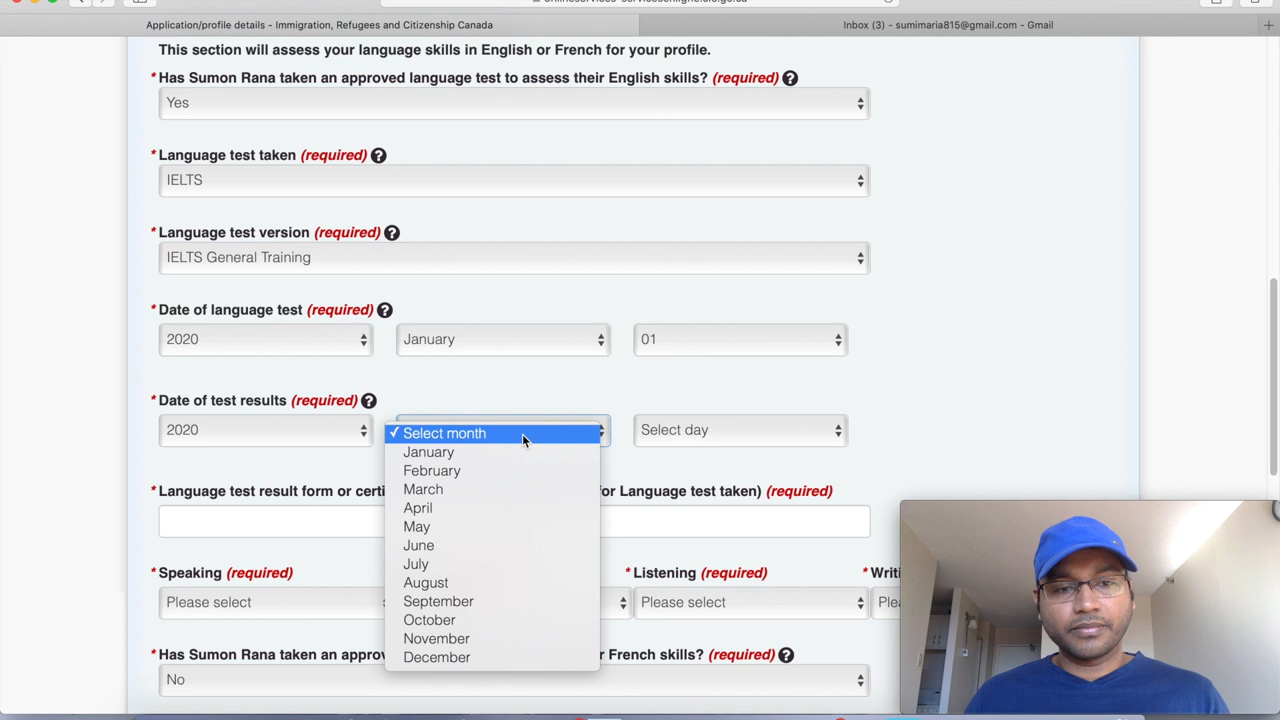 Application/profile details - Immigration, Refugees and Citizenship Canada
Inbox (3) - sumimaria815@gmail.com - Gmail
This section will assess your language skills in English or French for your profile.
* Has Sumon Rana taken an approved language test to assess their English skills? (required) ?
Yes
* Language test taken (required) ?
IELTS
* Language test version (required) ?
IELTS General Training
* Date of language test (required) ?
2020 January 01
* Date of test results (required) ?
2020 Select day
✓ Select month
January
February
March
April
May
June
July
August
September
October
November
December
* Language test result form or certi for Language test taken) (required)
* Speaking (required) * Listening (required) * Writi
Please select Please select Plea
* Has Sumon Rana taken an approv French skills? (required) ?
No